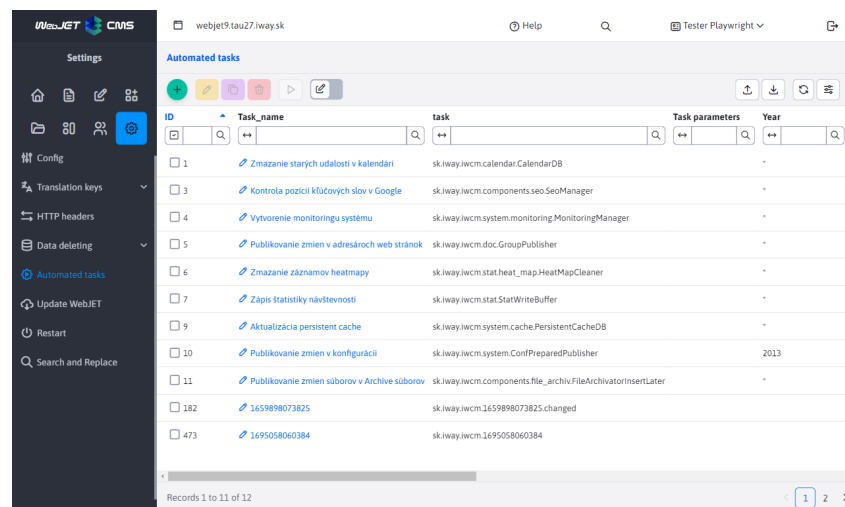 WebJET CMS
webjet9.tau27.iway.sk
Help
Tester Playwright
Settings
Automated tasks
ID Task_name task Task parameters Year
1 Zmazanie starých udalostí v kalendári sk.iway.iwcm.calendar.CalendarDB *
3 Kontrola pozícií kľúčových slov v Google sk.iway.iwcm.components.seo.SeoManager *
4 Vytvorenie monitoringu systému sk.iway.iwcm.system.monitoring.MonitoringManager *
5 Publikovanie zmien v adresároch web stránok sk.iway.iwcm.doc.GroupPublisher *
6 Zmazanie záznamov heatmapy sk.iway.iwcm.stat.heat_map.HeatMapCleaner *
7 Zápis štatistiky návštevnosti sk.iway.iwcm.stat.StatWriteBuffer *
9 Aktualizácia persistent cache sk.iway.iwcm.system.cache.PersistentCacheDB *
10 Publikovanie zmien v konfigurácii sk.iway.iwcm.system.ConfPreparedPublisher 2013
11 Publikovanie zmien súborov v Archíve súborov sk.iway.iwcm.components.file_archiv.FileArchivatorInsertLater *
182 1659898073825 sk.iway.iwcm.1659898073825.changed
473 1695058060384 sk.iway.iwcm.1695058060384
Config
Translation keys
HTTP headers
Data deleting
Automated tasks
Update WebJET
Restart
Search and Replace
Records 1 to 11 of 12
1 2